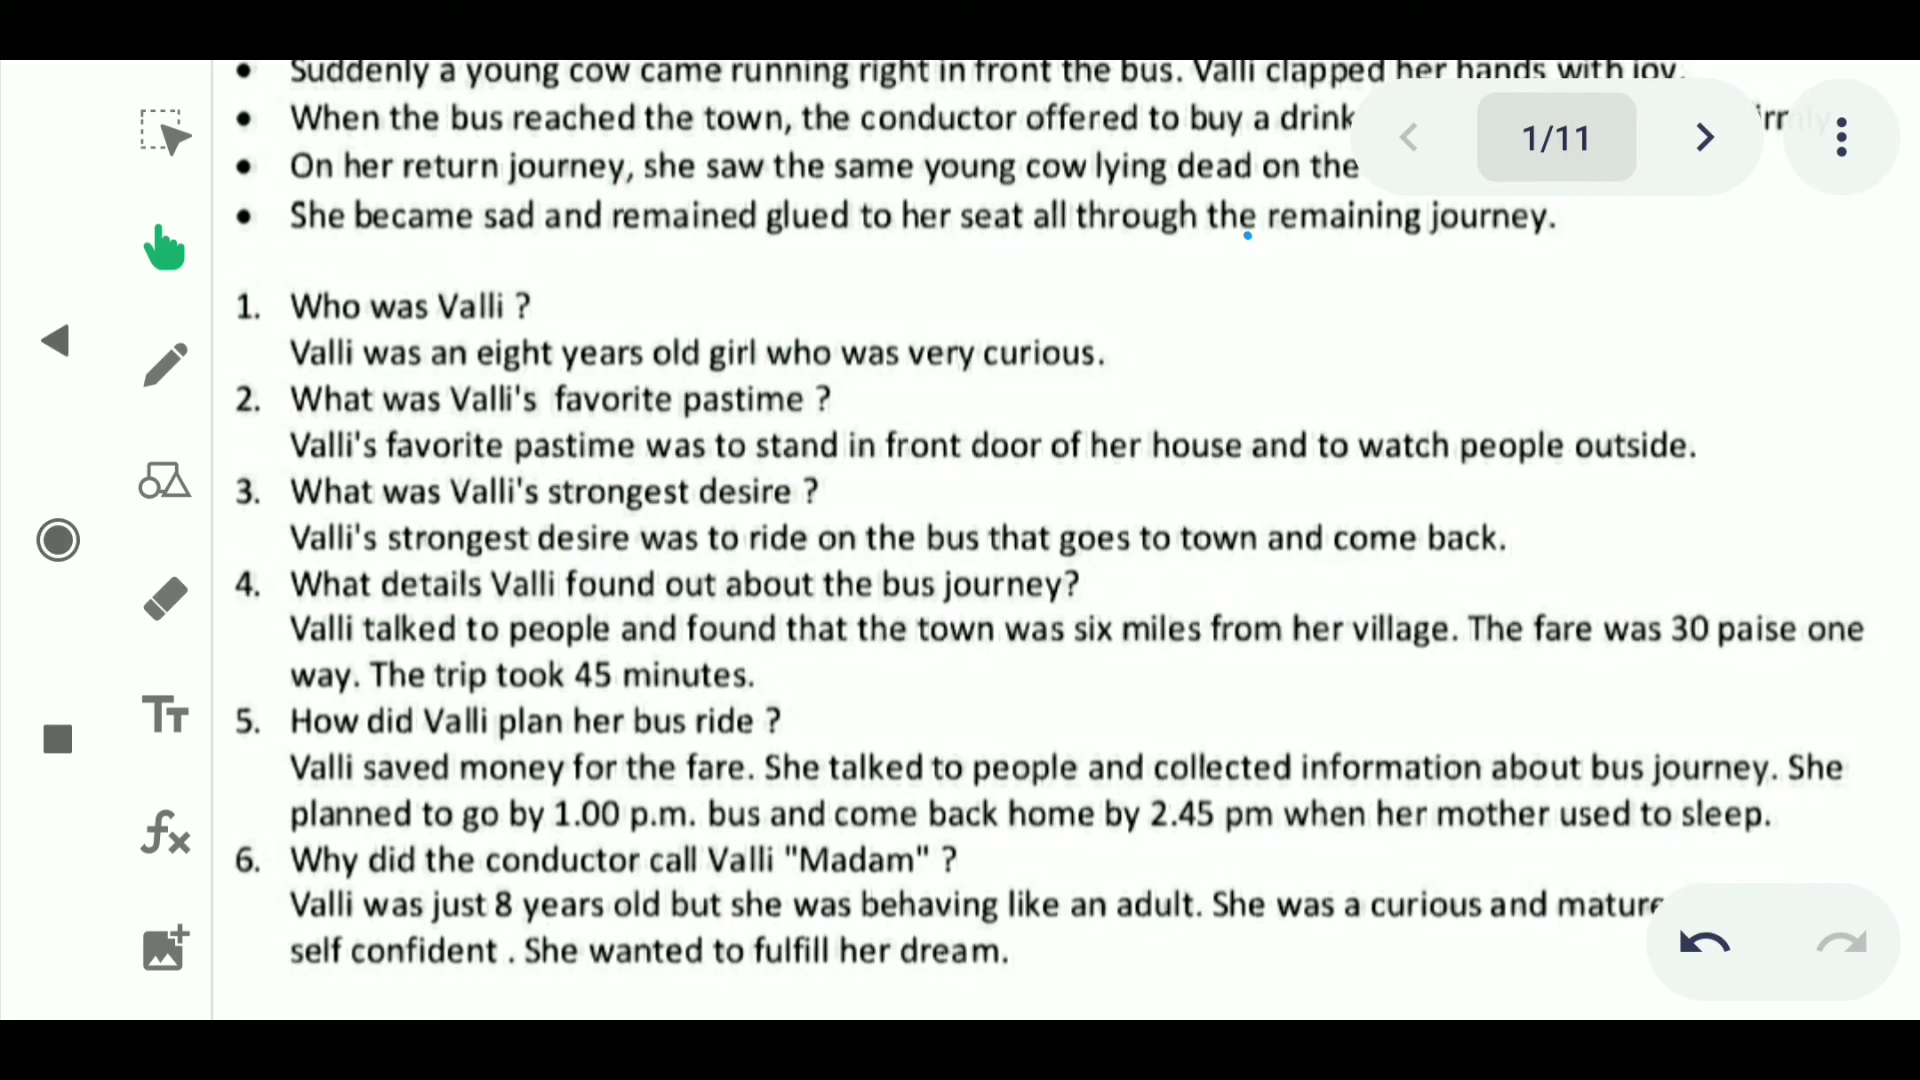 Suddenly a young cow came running right in front the bus. Valli clapped her hands with joy.
When the bus reached the town, the conductor offered to buy a drink
1/11
On her return journey, she saw the same young cow lying dead on the
She became sad and remained glued to her seat all through the remaining journey.
1. Who was Valli ?
Valli was an eight years old girl who was very curious.
2. What was Valli's favorite pastime ?
Valli's favorite pastime was to stand in front door of her house and to watch people outside.
3. What was Valli's strongest desire ?
Valli's strongest desire was to ride on the bus that goes to town and come back.
4. What details Valli found out about the bus journey?
Valli talked to people and found that the town was six miles from her village. The fare was 30 paise one
way. The trip took 45 minutes.
5. How did Valli plan her bus ride ?
Valli saved money for the fare. She talked to people and collected information about bus journey. She
planned to go by 1.00 p.m. bus and come back home by 2.45 pm when her mother used to sleep.
6. Why did the conductor call Valli "Madam" ?
Valli was just 8 years old but she was behaving like an adult. She was a curious and mature
self confident . She wanted to fulfill her dream.
Tт
fx